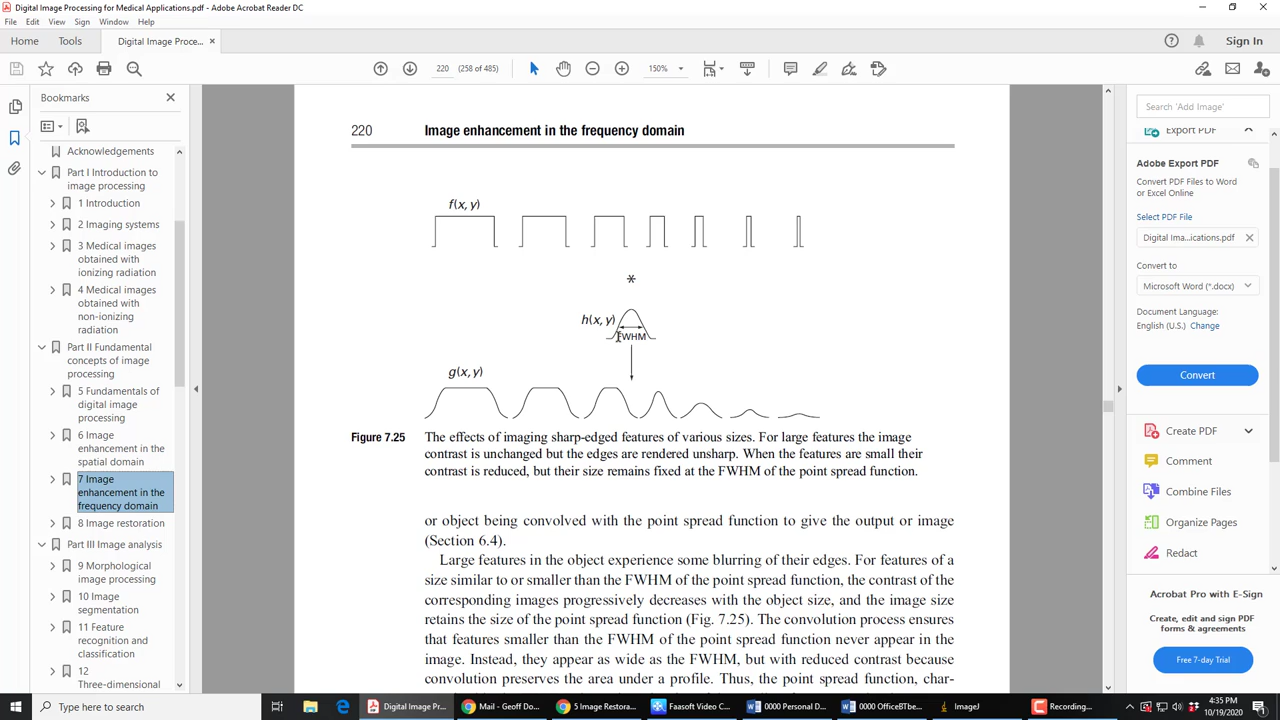 Digital Image Processing for Medical Applications.pdf - Adobe Acrobat Reader DC
File Edit View Sign Window Help
Home Tools Digital Image Proce... × Sign In
220 (258 of 485) 150%
Bookmarks
Acknowledgements
Part I Introduction to
image processing
1 Introduction
2 Imaging systems
3 Medical images
obtained with
ionizing radiation
4 Medical images
obtained with
non-ionizing
radiation
Part II Fundamental
concepts of image
processing
5 Fundamentals of
digital image
processing
6 Image
enhancement in the
spatial domain
7 Image
enhancement in the
frequency domain
8 Image restoration
Part III Image analysis
9 Morphological
image processing
10 Image
segmentation
11 Feature
recognition and
classification
12
Three-dimensional
220 Image enhancement in the frequency domain
f(x, y)
*
h(x, y)
FWHM
g(x, y)
Figure 7.25 The effects of imaging sharp-edged features of various sizes. For large features the image
contrast is unchanged but the edges are rendered unsharp. When the features are small their
contrast is reduced, but their size remains fixed at the FWHM of the point spread function.
or object being convolved with the point spread function to give the output or image
(Section 6.4).
Large features in the object experience some blurring of their edges. For features of a
size similar to or smaller than the FWHM of the point spread function, the contrast of the
corresponding images progressively decreases with the object size, and the image size
retains the size of the point spread function (Fig. 7.25). The convolution process ensures
that features smaller than the FWHM of the point spread function never appear in the
image. Instead, they appear as wide as the FWHM, but with reduced contrast because
convolution preserves the area under a profile. Thus, the point spread function, char-
Search 'Add Image'
Export PDF
Adobe Export PDF
Convert PDF Files to Word
or Excel Online
Select PDF File
Digital Ima...ications.pdf ×
Convert to
Microsoft Word (*.docx)
Document Language:
English (U.S.) Change
Convert
Create PDF
Comment
Combine Files
Organize Pages
Redact
Acrobat Pro with E-Sign
Create, edit and sign PDF
forms & agreements
Free 7-day Trial
Type here to search
Digital Image Pr...
Mail - Geoff Do...
5 Image Restora...
Faasoft Video C...
0000 Personal D...
0000 OfficeBTbe...
ImageJ
Recording...
4:35 PM
10/19/2020